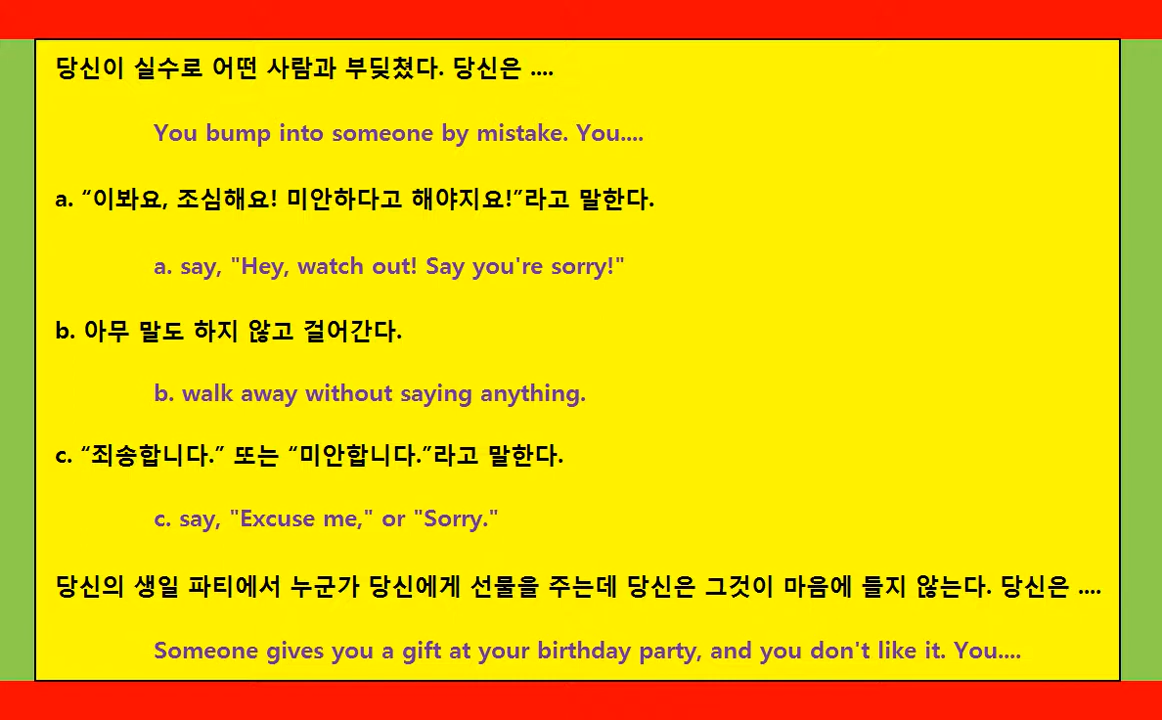 당신이 실수로 어떤 사람과 부딪쳤다. 당신은 ....
You bump into someone by mistake. You....
a. “이봐요, 조심해요! 미안하다고 해야지요!”라고 말한다.
a. say, "Hey, watch out! Say you're sorry!"
b. 아무 말도 하지 않고 걸어간다.
b. walk away without saying anything.
c. “죄송합니다.” 또는 “미안합니다.”라고 말한다.
c. say, "Excuse me," or "Sorry."
당신의 생일 파티에서 누군가 당신에게 선물을 주는데 당신은 그것이 마음에 들지 않는다. 당신은 ....
Someone gives you a gift at your birthday party, and you don't like it. You....